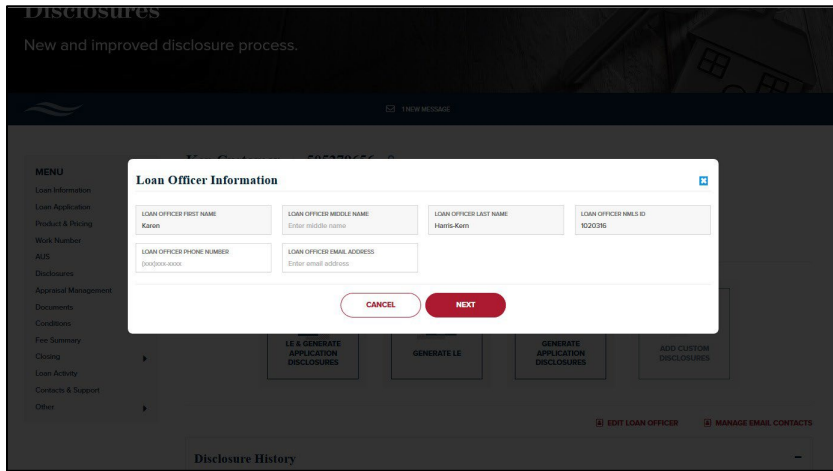 Disclosures
New and improved disclosure process.
1 NEW MESSAGE
MENU
Loan Information
Loan Application
Product & Pricing
Work Number
AUS
Disclosures
Appraisal Management
Documents
Conditions
Fee Summary
Closing
Loan Activity
Contacts & Support
Other
Loan Officer Information
LOAN OFFICER FIRST NAME
Karen
LOAN OFFICER MIDDLE NAME
Enter middle name
LOAN OFFICER LAST NAME
Harris-Kern
LOAN OFFICER NMLS ID
1020316
LOAN OFFICER PHONE NUMBER
(xxx)xxx-xxxx
LOAN OFFICER EMAIL ADDRESS
Enter email address
CANCEL
NEXT
LE & GENERATE
APPLICATION
DISCLOSURES
GENERATE LE
GENERATE
APPLICATION
DISCLOSURES
ADD CUSTOM
DISCLOSURES
EDIT LOAN OFFICER
MANAGE EMAIL CONTACTS
Disclosure History